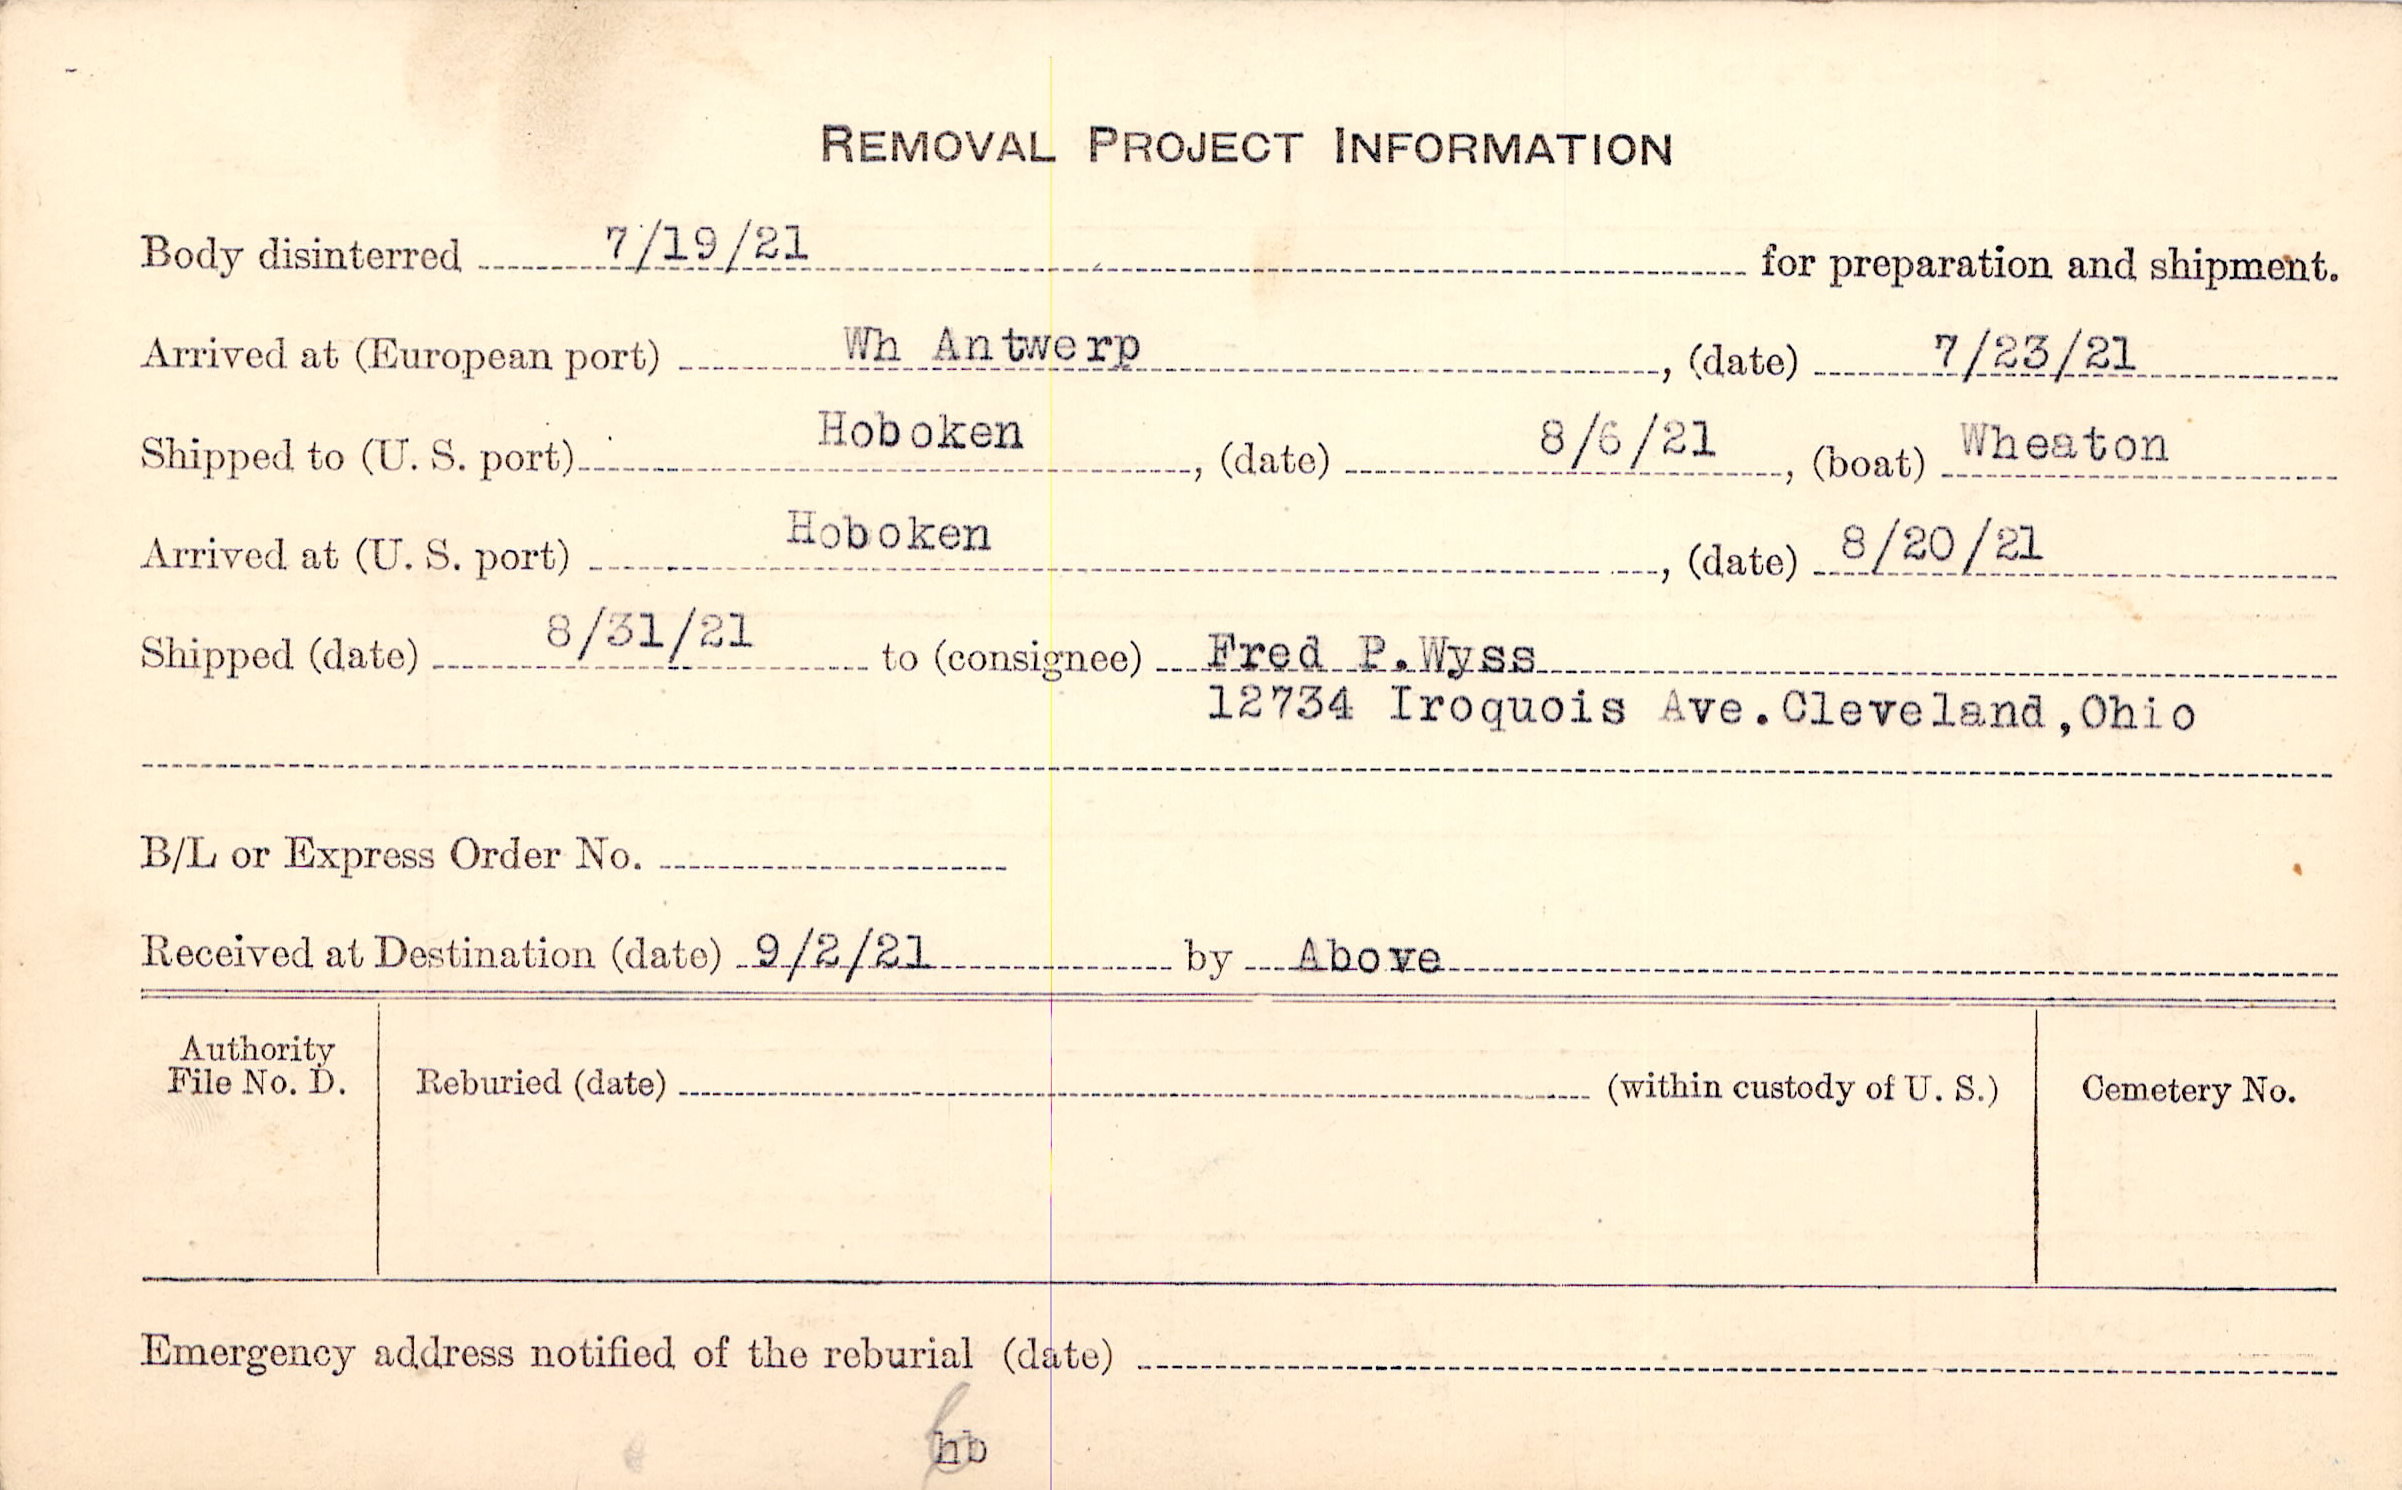 REMOVAL PROJECT INFORMATION
Body disinterred 7/19/21 for preparation and shipment.
Arrived at (European port) Wh Antwerp , (date) 7/23/21
Shipped to (U. S. port) Hoboken , (date) 8/6/21 , (boat) Wheaton
Arrived at (U. S. port) Hoboken , (date) 8/20/21
Shipped (date) 8/31/21 to (consignee) Fred P.Wyss
12734 Iroquois Ave.Cleveland,Ohio
B/L or Express Order No.
Received at Destination (date) 9/2/21 by Above
Authority
File No. D.
Reburied (date) (within custody of U. S.)
Cemetery No.
Emergency address notified of the reburial (date)
hb